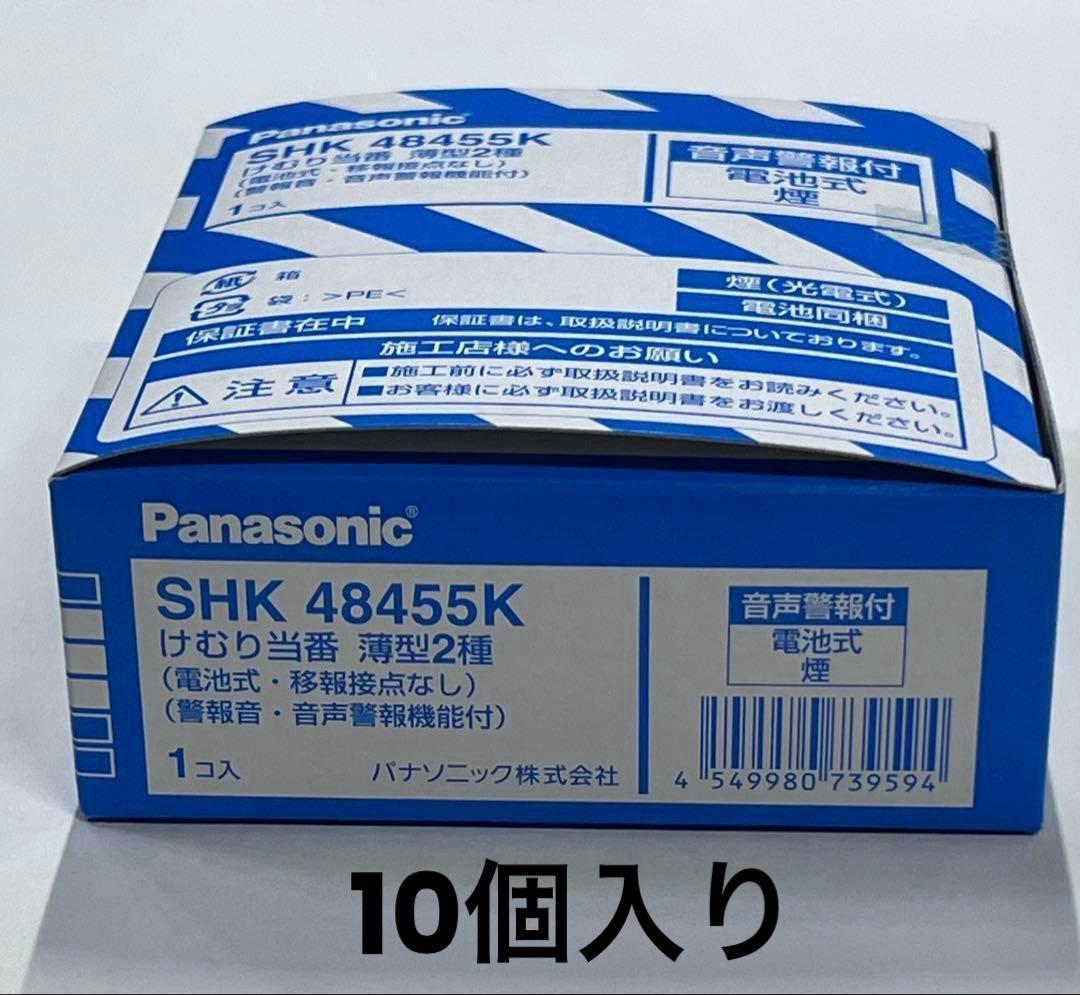 Panasonic
SHK 48455K
けむり当番 薄型2種
(電池式・移報接点なし)
(警報音・音声警報機能付)
1コ入
音声警報付
電池式
煙
紙 箱
プラ 袋:>PE<
煙(光電式)
電池同梱
保証書在中 保証書は、取扱説明書についております。
施工店様へのお願い
注意
■施工前に必ず取扱説明書をお読みください。
■お客様に必ず取扱説明書をお渡しください。
Panasonic®
SHK 48455K
けむり当番 薄型2種
(電池式・移報接点なし)
(警報音・音声警報機能付)
1コ入 パナソニック株式会社
音声警報付
電池式
煙
4 549980 739594
10個入り